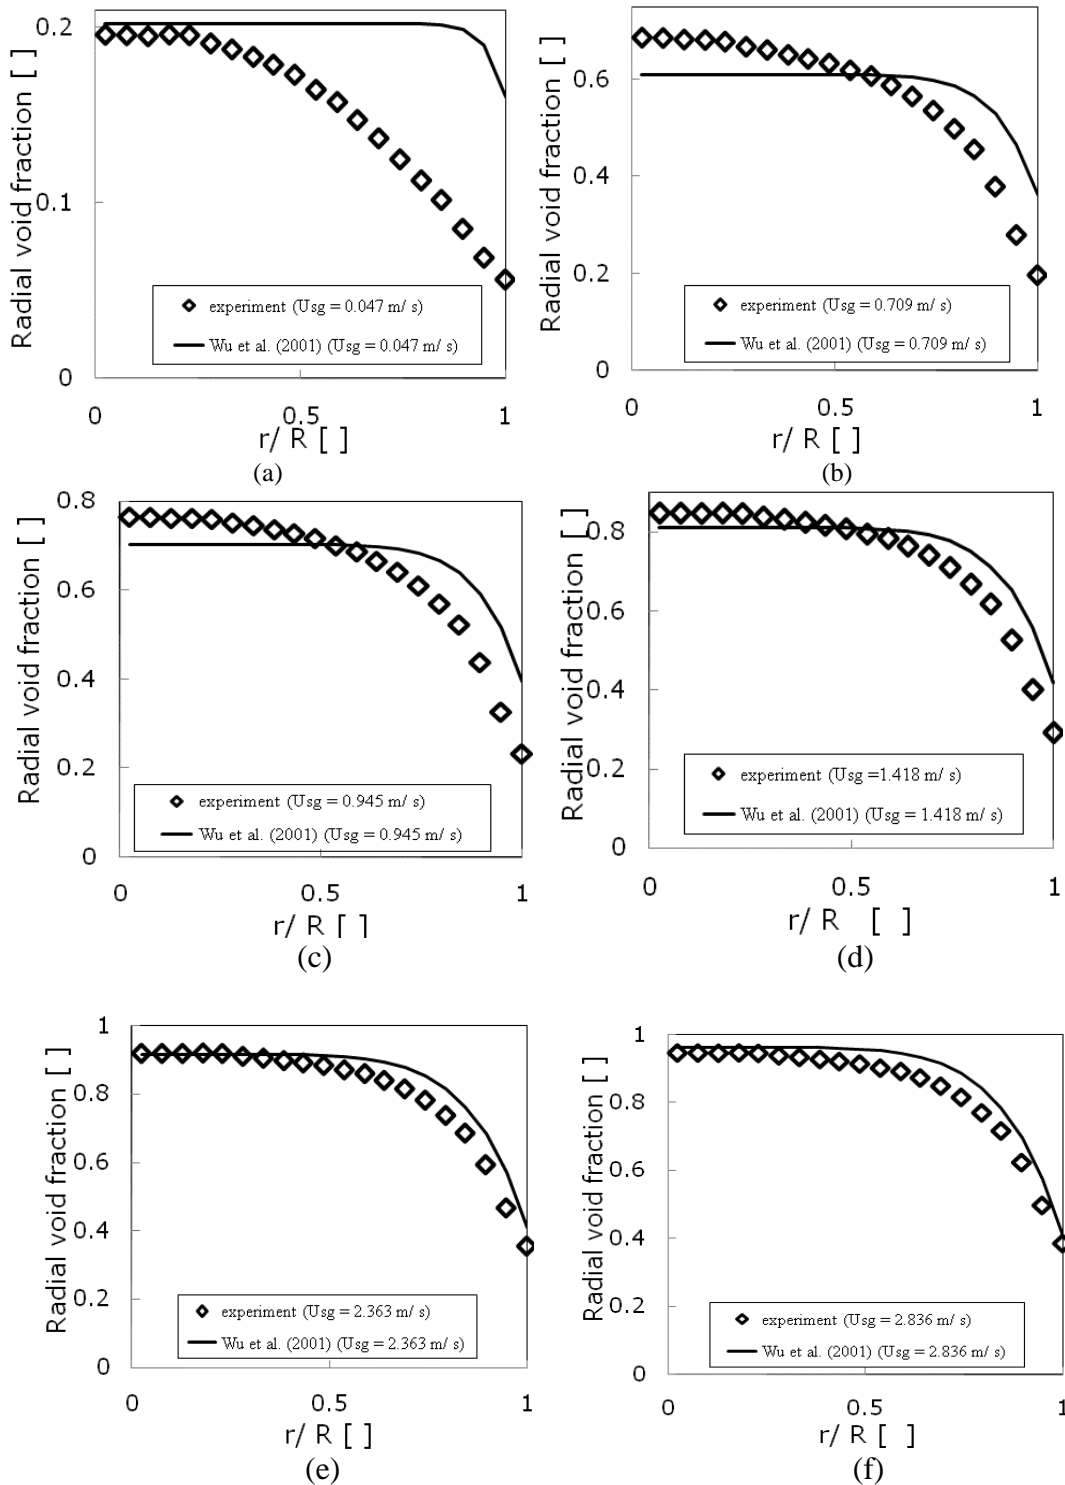 Radial void fraction [ ]
0.2
0.1
0
0
0.5
1
r/ R [ ]
experiment (Usg = 0.047 m/ s)
Wu et al. (2001) (Usg = 0.047 m/ s)
(a)
Radial void fraction [ ]
0.6
0.4
0.2
0
0
0.5
1
r/ R [ ]
experiment (Usg = 0.709 m/ s)
Wu et al. (2001) (Usg = 0.709 m/ s)
(b)
Radial void fraction [ ]
0.8
0.6
0.4
0.2
0
0
0.5
1
r/ R [ ]
experiment (Usg = 0.945 m/ s)
Wu et al. (2001) (Usg = 0.945 m/ s)
(c)
Radial void fraction [ ]
0.8
0.6
0.4
0.2
0
0
0.5
1
r/ R [ ]
experiment (Usg =1.418 m/ s)
Wu et al. (2001) (Usg = 1.418 m/ s)
(d)
Radial void fraction [ ]
1
0.8
0.6
0.4
0.2
0
0
0.5
1
r/ R [ ]
experiment (Usg = 2.363 m/ s)
Wu et al. (2001) (Usg = 2.363 m/ s)
(e)
Radial void fraction [ ]
1
0.8
0.6
0.4
0.2
0
0
0.5
1
r/ R [ ]
experiment (Usg = 2.836 m/ s)
Wu et al. (2001) (Usg = 2.836 m/ s)
(f)